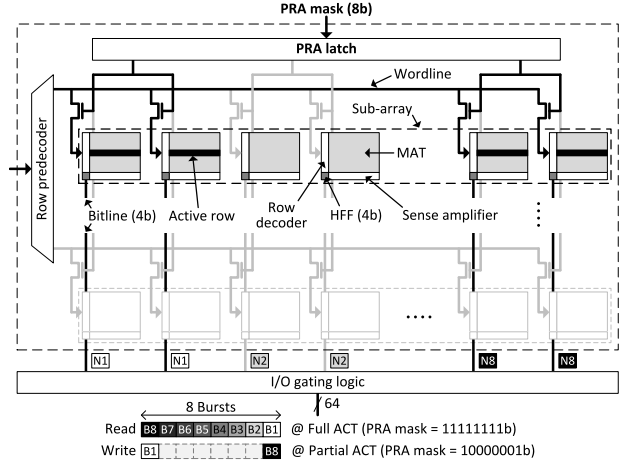 PRA mask (8b)
PRA latch
Wordline
Sub-array
Row predecoder
MAT
Bitline (4b)
Active row
Row
decoder
HFF (4b)
Sense amplifier
N1
N1
N2
N2
N8
N8
I/O gating logic
64
8 Bursts
Read B8 B7 B6 B5 B4 B3 B2 B1 @ Full ACT (PRA mask = 11111111b)
Write B1 B8 @ Partial ACT (PRA mask = 10000001b)